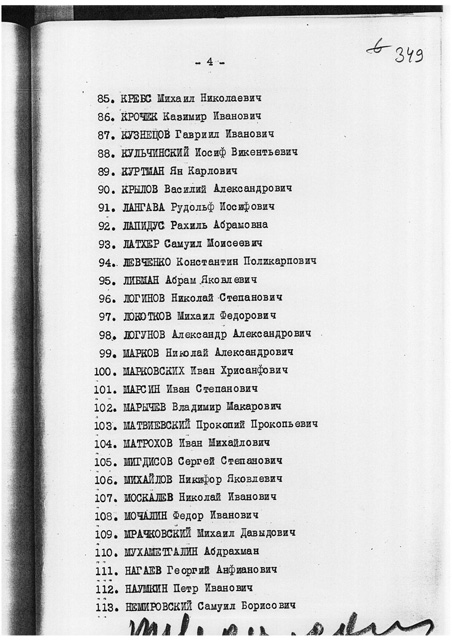 - 4 -
6 349
85. КРЕБС Михаил Николаевич
86. КРОЧИК Казимир Иванович
87. КУЗНЕЦОВ Гавриил Иванович
88. КУЛЬЧИНСКИЙ Иосиф Викентьевич
89. КУРТМАН Ян Карлович
90. КРЫЛОВ Василий Александрович
91. ЛАНГАВА Рудольф Иосифович
92. ЛАПИДУС Рахиль Абрамовна
93. ЛАТХЕР Самуил Моисеевич
94. ЛЕВЧЕНКО Константин Поликарпович
95. ЛИБМАН Абрам Яковлевич
96. ЛОГИНОВ Николай Степанович
97. ЛОКОТКОВ Михаил Федорович
98. ЛОГУНОВ Александр Александрович
99. МАРКОВ Николай Александрович
100. МАРКОВСКИХ Иван Хрисанфович
101. МАРСИН Иван Степанович
102. МАРЫЧЕВ Владимир Макарович
103. МАТВИЕВСКИЙ Прокопий Прокопьевич
104. МАТРОХОВ Иван Михайлович
105. МИГДИСОВ Сергей Степанович
106. МИХАЙЛОВ Никифор Яковлевич
107. МОСКАЛЕВ Николай Иванович
108. МОЧАЛИН Федор Иванович
109. МРАЧКОВСКИЙ Михаил Давыдович
110. МУХАМЕТГАЛИН Абдрахман
111. НАГАЕВ Георгий Анфианович
112. НАУМКИН Петр Иванович
113. НЕМИРОВСКИЙ Самуил Борисович